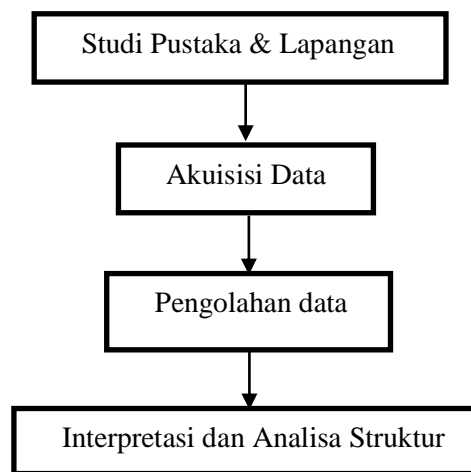 Studi Pustaka & Lapangan
Akuisisi Data
Pengolahan data
Interpretasi dan Analisa Struktur